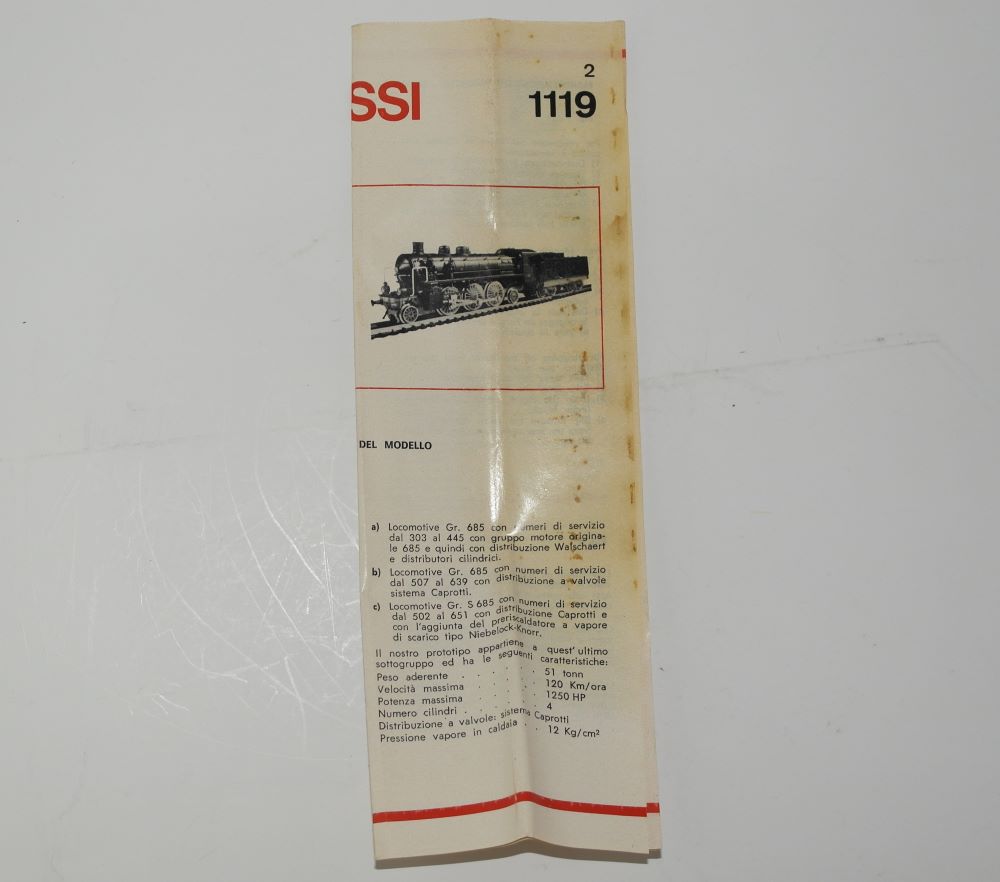 2
SSI 1119
DEL MODELLO
a) Locomotive Gr. 685 con numeri di servizio
dal 303 al 445 con gruppo motore origina-
le 685 e quindi con distribuzione Walschaert
e distributori cilindrici.
b) Locomotive Gr. 685 con numeri di servizio
dal 507 al 639 con distribuzione a valvole
sistema Caprotti.
c) Locomotive Gr. S 685 con numeri di servizio
dal 502 al 651 con distribuzione Caprotti e
con l'aggiunta del preriscaldatore a vapore
di scarico tipo Niebelock-Knorr.
Il nostro prototipo appartiene a quest' ultimo
sottogruppo ed ha le seguenti caratteristiche:
Peso aderente . . . . . . 51 tonn
Velocità massima . . . . . 120 Km/ora
Potenza massima . . . . . 1250 HP
Numero cilindri . . . . . . 4
Distribuzione a valvole: sistema Caprotti
Pressione vapore in caldaia . . 12 Kg/cm²